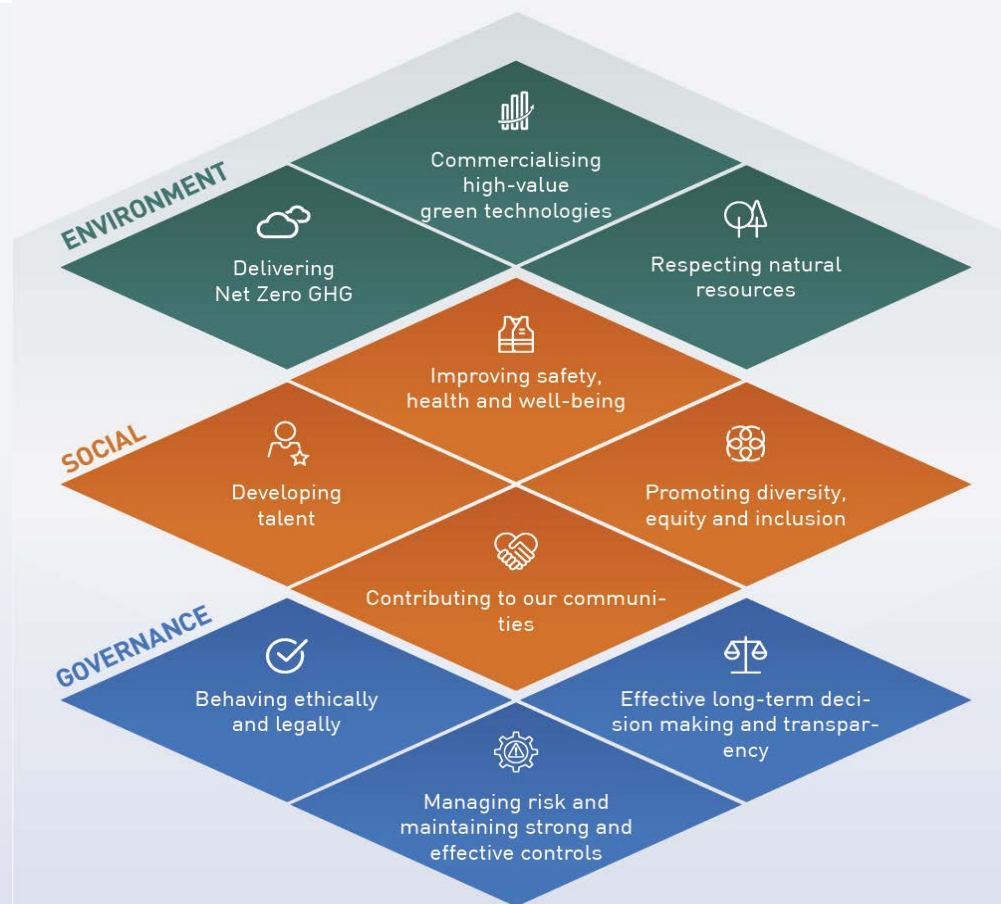 ENVIRONMENT
Commercialising
high-value
green technologies
Delivering
Net Zero GHG
Respecting natural
resources
SOCIAL
Improving safety,
health and well-being
Developing
talent
Promoting diversity,
equity and inclusion
Contributing to our communi-
ties
GOVERNANCE
Behaving ethically
and legally
Effective long-term deci-
sion making and transpar-
ency
Managing risk and
maintaining strong and
effective controls